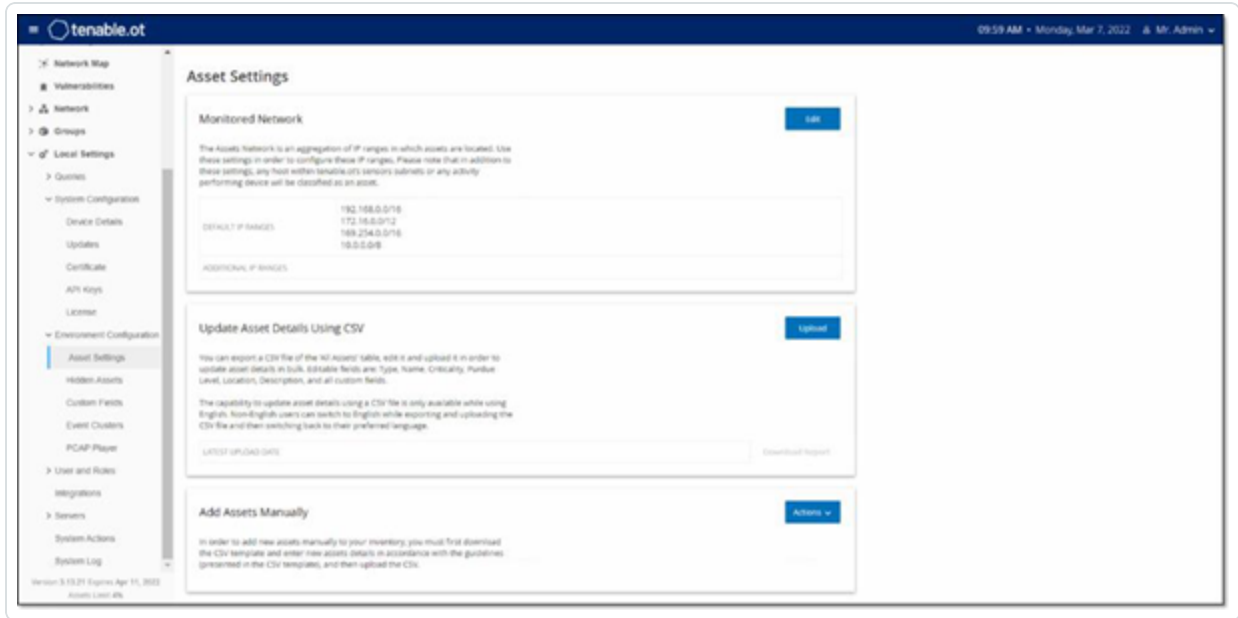 tenable.ot
09:59 AM • Monday, Mar 7, 2022 Mr. Admin
Network Map
Vulnerabilities
Network
Groups
Local Settings
Queries
System Configuration
Device Details
Updates
Certificate
API Keys
License
Environment Configuration
Asset Settings
Hidden Assets
Custom Fields
Event Clusters
PCAP Player
User and Roles
Integrations
Servers
System Actions
System Log
Version 3.13.21 Expires Apr 11, 2022
Assets Limit 4%
Asset Settings
Monitored Network
Edit
The Assets Network is an aggregation of IP ranges in which assets are located. Use
these settings in order to configure these IP ranges. Please note that in addition to
these settings, any host within tenable.ot's sensors subnets or any activity
performing device will be classified as an asset.
DEFAULT IP RANGES
192.168.0.0/16
172.16.0.0/12
169.254.0.0/16
10.0.0.0/8
ADDITIONAL IP RANGES
Update Asset Details Using CSV
Upload
You can export a CSV file of the 'All Assets' table, edit it and upload it in order to
update asset details in bulk. Editable fields are: Type, Name, Criticality, Purdue
Level, Location, Description, and all custom fields.
The capability to update asset details using a CSV file is only available while using
English. Non-English users can switch to English while exporting and uploading the
CSV file and then switching back to their preferred language.
LATEST UPLOAD DATE
Download Report
Add Assets Manually
Actions
In order to add new assets manually to your inventory, you must first download
the CSV template and enter new assets details in accordance with the guidelines
(presented in the CSV template), and then upload the CSV.